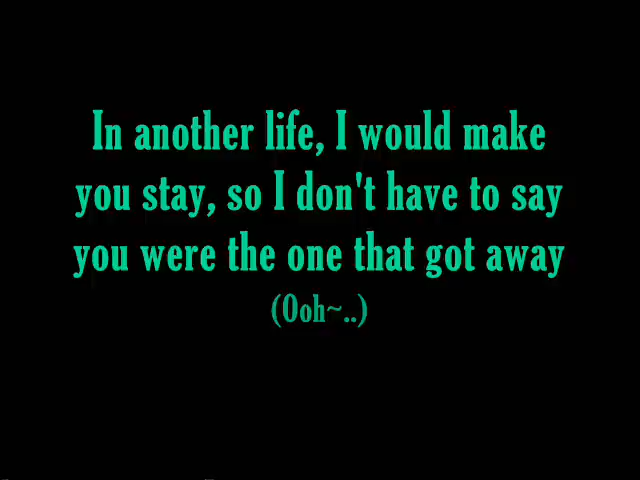 In another life, I would make
you stay, so I don't have to say
you were the one that got away
(Ooh~..)